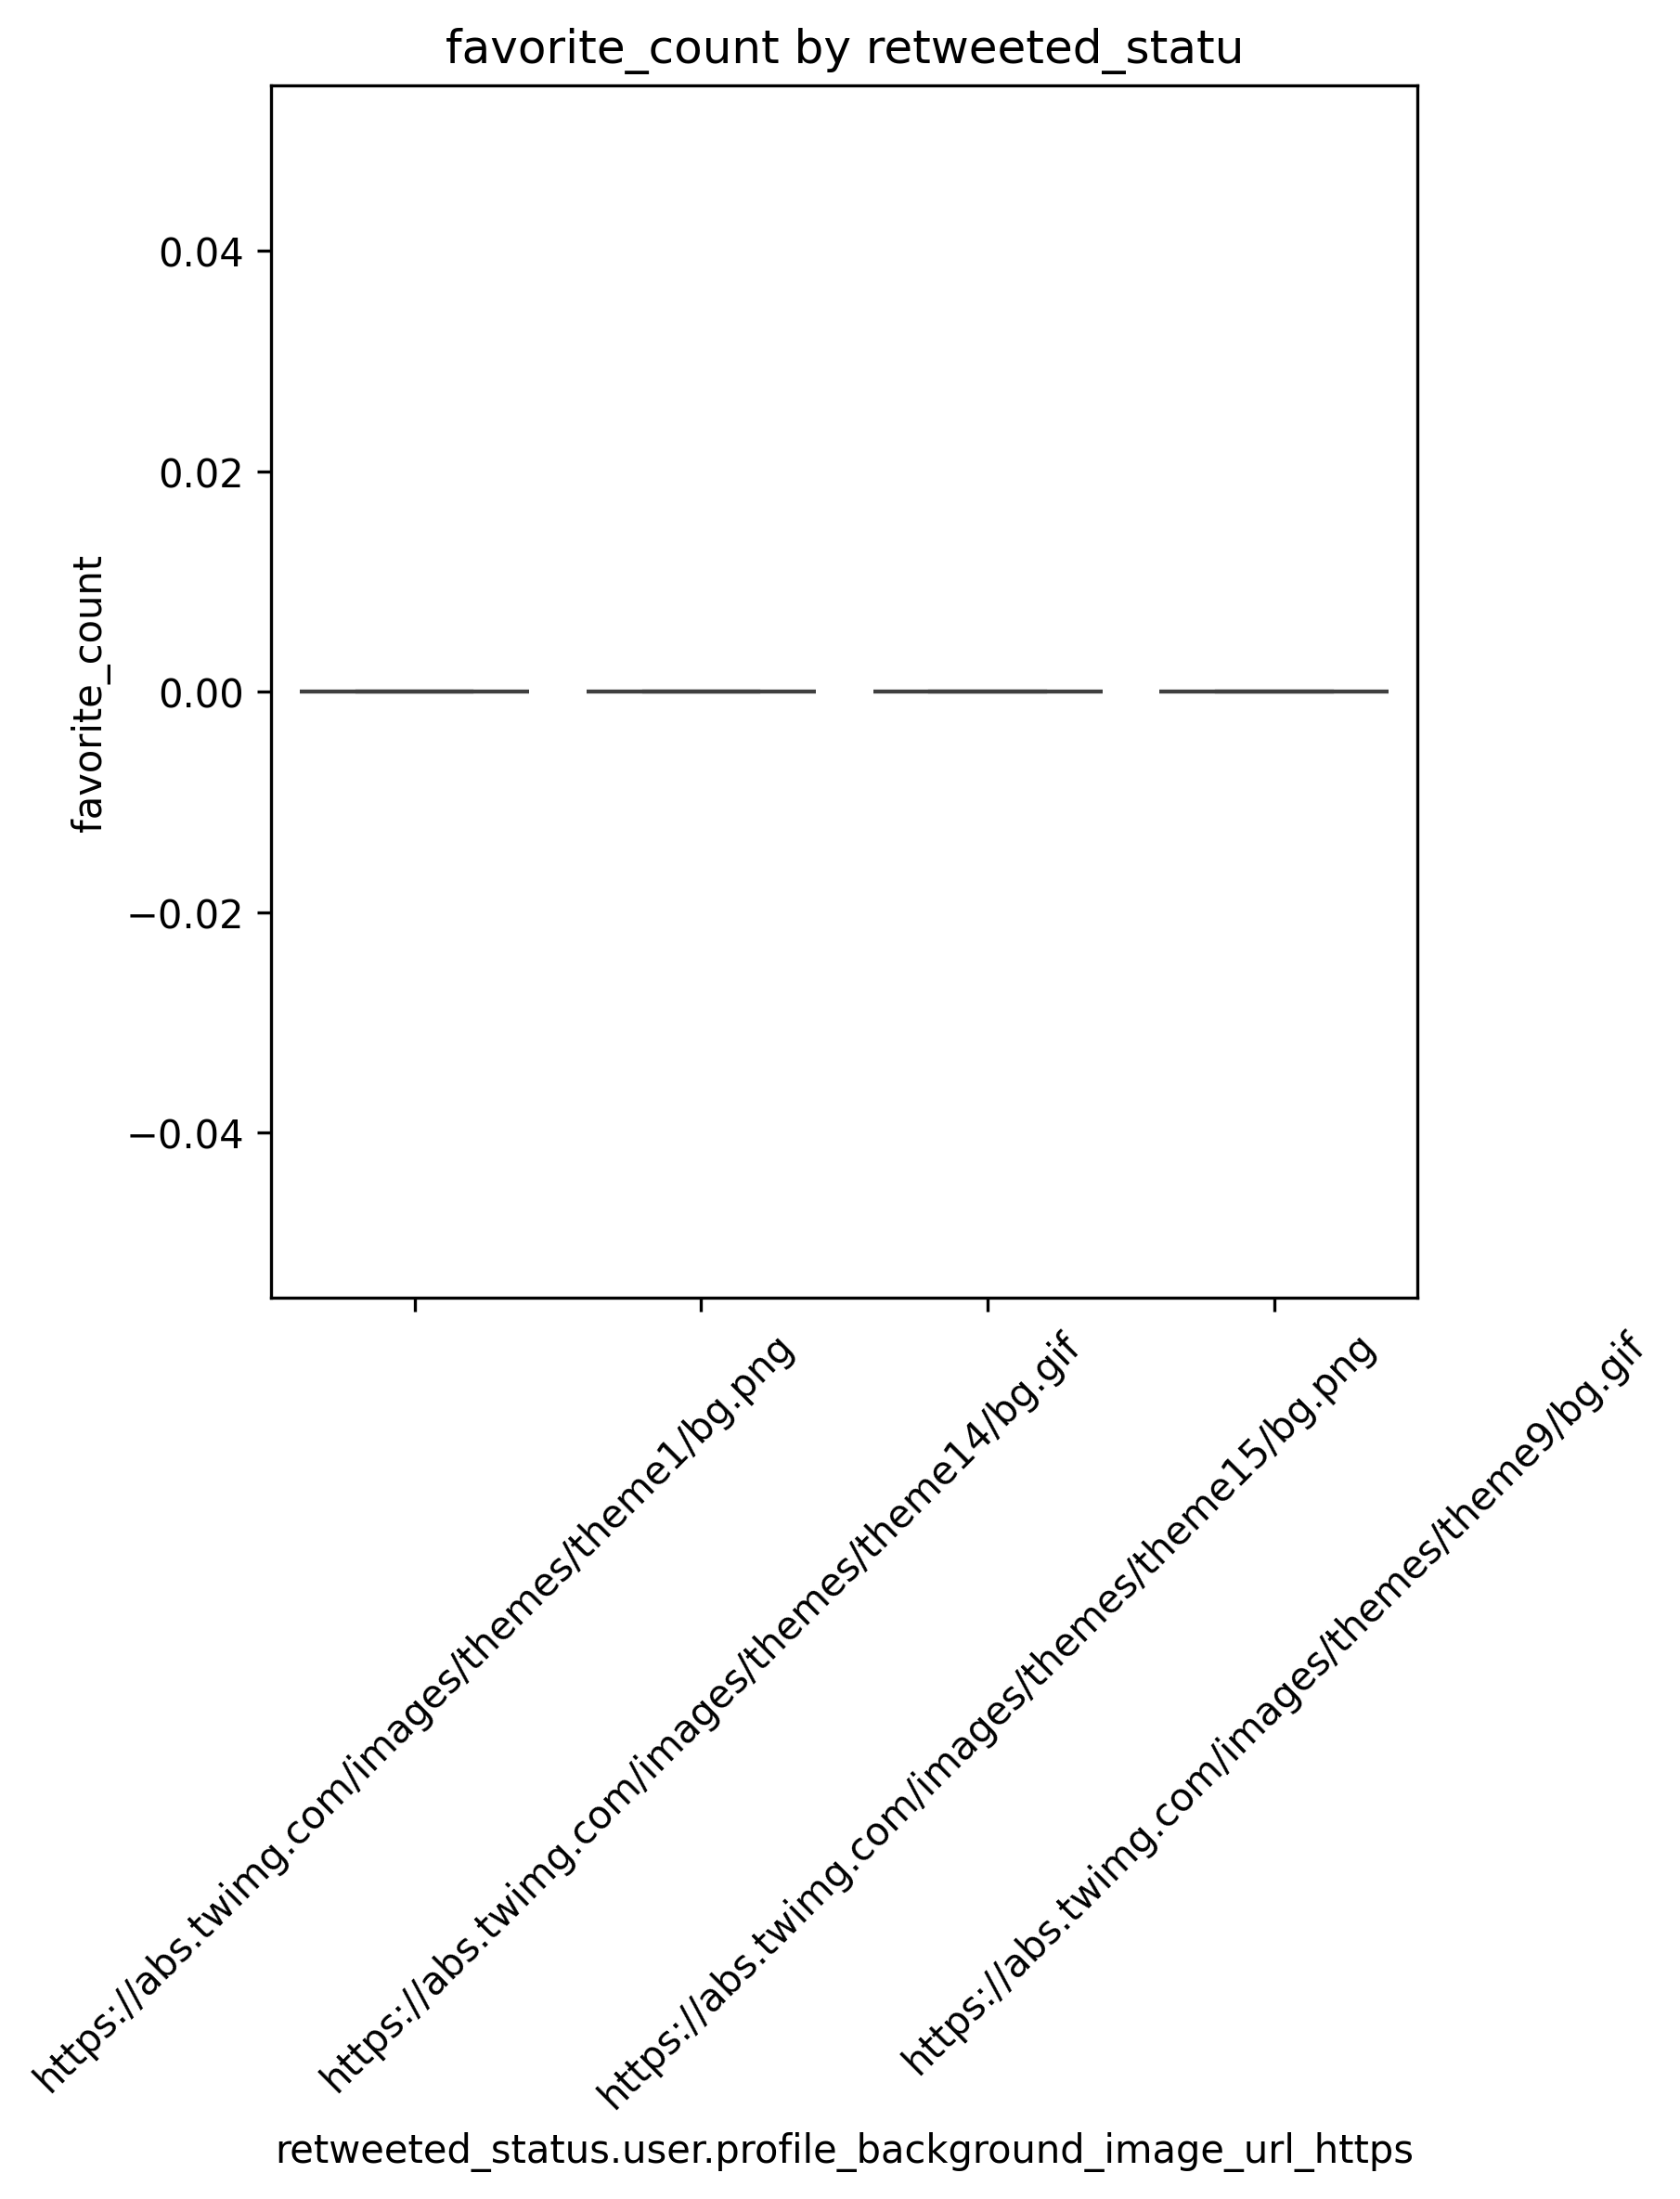 favorite_count by retweeted_statu
0.04
0.02
0.00
−0.02
−0.04
favorite_count
https://abs.twimg.com/images/themes/theme1/bg.png
https://abs.twimg.com/images/themes/theme14/bg.gif
https://abs.twimg.com/images/themes/theme15/bg.png
https://abs.twimg.com/images/themes/theme9/bg.gif
retweeted_status.user.profile_background_image_url_https